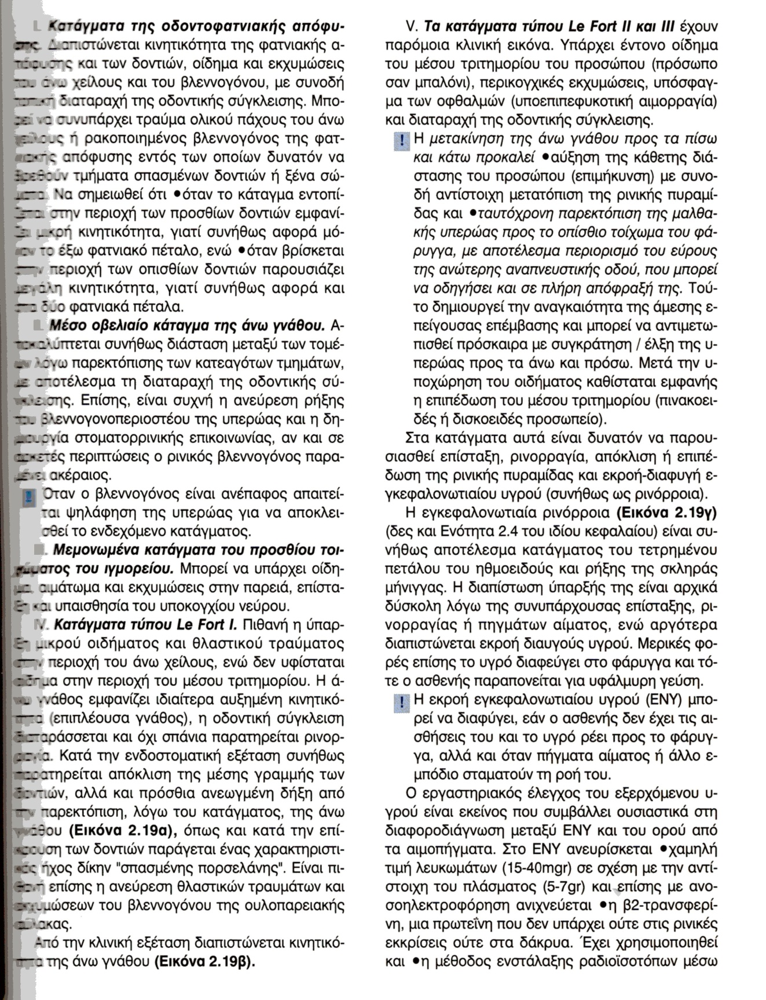 Κατάγματα της οδοντοφατνιακής απόφυ-
Διαπιστώνεται κινητικότητα της φατνιακής α-
και των δοντιών, οίδημα και εκχυμώσεις
άνω χείλους και του βλεννογόνου, με συνοδή
διαταραχή της οδοντικής σύγκλεισης. Μπο-
να συνυπάρχει τραύμα ολικού πάχους του άνω
ή ρακοποιημένος βλεννογόνος της φατ-
απόφυσης εντός των οποίων δυνατόν να
τμήματα σπασμένων δοντιών ή ξένα σώ-
Να σημειωθεί ότι •όταν το κάταγμα εντοπί-
στην περιοχή των προσθίων δοντιών εμφανί-
μικρή κινητικότητα, γιατί συνήθως αφορά μό-
το έξω φατνιακό πέταλο, ενώ •όταν βρίσκεται
περιοχή των οπισθίων δοντιών παρουσιάζει
μεγάλη κινητικότητα, γιατί συνήθως αφορά και
δύο φατνιακά πέταλα.
Μέσο οβελιαίο κάταγμα της άνω γνάθου. Α-
ποκαλύπτεται συνήθως διάσταση μεταξύ των τομέ-
λόγω παρεκτόπισης των κατεαγότων τμημάτων,
αποτέλεσμα τη διαταραχή της οδοντικής σύ-
γκλεισης. Επίσης, είναι συχνή η ανεύρεση ρήξης
βλεννογονοπεριοστέου της υπερώας και η δη-
μιουργία στοματορρινικής επικοινωνίας, αν και σε
αρκετές περιπτώσεις ο ρινικός βλεννογόνος παρα-
μένει ακέραιος.
! Όταν ο βλεννογόνος είναι ανέπαφος απαιτεί-
ται ψηλάφηση της υπερώας για να αποκλει-
σθεί το ενδεχόμενο κατάγματος.
Μεμονωμένα κατάγματα του προσθίου τοι-
χώματος του ιγμορείου. Μπορεί να υπάρχει οίδη-
αιμάτωμα και εκχυμώσεις στην παρειά, επίστα-
και υπαισθησία του υποκογχίου νεύρου.
IV. Κατάγματα τύπου Le Fort I. Πιθανή η ύπαρ-
μικρού οιδήματος και θλαστικού τραύματος
περιοχή του άνω χείλους, ενώ δεν υφίσταται
οίδημα στην περιοχή του μέσου τριτημορίου. Η ά-
γνάθος εμφανίζει ιδιαίτερα αυξημένη κινητικό-
(επιπλέουσα γνάθος), η οδοντική σύγκλειση
διαταράσσεται και όχι σπάνια παρατηρείται ρινορ-
ραγία. Κατά την ενδοστοματική εξέταση συνήθως
παρατηρείται απόκλιση της μέσης γραμμής των
δοντιών, αλλά και πρόσθια ανεωγμένη δήξη από
παρεκτόπιση, λόγω του κατάγματος, της άνω
γνάθου (Εικόνα 2.19α), όπως και κατά την επί-
κρουση των δοντιών παράγεται ένας χαρακτηριστι-
κός ήχος δίκην "σπασμένης πορσελάνης". Είναι πι-
θανή επίσης η ανεύρεση θλαστικών τραυμάτων και
εκχυμώσεων του βλεννογόνου της ουλοπαρειακής
αύλακας.
Από την κλινική εξέταση διαπιστώνεται κινητικό-
της άνω γνάθου (Εικόνα 2.19β).
V. Τα κατάγματα τύπου Le Fort II και III έχουν
παρόμοια κλινική εικόνα. Υπάρχει έντονο οίδημα
του μέσου τριτημορίου του προσώπου (πρόσωπο
σαν μπαλόνι), περικογχικές εκχυμώσεις, υπόσφαγ-
μα των οφθαλμών (υποεπιπεφυκοτική αιμορραγία)
και διαταραχή της οδοντικής σύγκλεισης.
! Η μετακίνηση της άνω γνάθου προς τα πίσω
και κάτω προκαλεί •αύξηση της κάθετης διά-
στασης του προσώπου (επιμήκυνση) με συνο-
δή αντίστοιχη μετατόπιση της ρινικής πυραμί-
δας και •ταυτόχρονη παρεκτόπιση της μαλθα-
κής υπερώας προς το οπίσθιο τοίχωμα του φά-
ρυγγα, με αποτέλεσμα περιορισμό του εύρους
της ανώτερης αναπνευστικής οδού, που μπορεί
να οδηγήσει και σε πλήρη απόφραξή της. Τού-
το δημιουργεί την αναγκαιότητα της άμεσης ε-
πείγουσας επέμβασης και μπορεί να αντιμετω-
πισθεί πρόσκαιρα με συγκράτηση / έλξη της υ-
περώας προς τα άνω και πρόσω. Μετά την υ-
ποχώρηση του οιδήματος καθίσταται εμφανής
η επιπέδωση του μέσου τριτημορίου (πινακοει-
δές ή δισκοειδές προσωπείο).
Στα κατάγματα αυτά είναι δυνατόν να παρου-
σιασθεί επίσταξη, ρινορραγία, απόκλιση ή επιπέ-
δωση της ρινικής πυραμίδας και εκροή-διαφυγή ε-
γκεφαλονωτιαίου υγρού (συνήθως ως ρινόρροια).
Η εγκεφαλονωτιαία ρινόρροια (Εικόνα 2.19γ)
(δες και Ενότητα 2.4 του ιδίου κεφαλαίου) είναι συ-
νήθως αποτέλεσμα κατάγματος του τετρημένου
πετάλου του ηθμοειδούς και ρήξης της σκληράς
μήνιγγας. Η διαπίστωση ύπαρξής της είναι αρχικά
δύσκολη λόγω της συνυπάρχουσας επίσταξης, ρι-
νορραγίας ή πηγμάτων αίματος, ενώ αργότερα
διαπιστώνεται εκροή διαυγούς υγρού. Μερικές φο-
ρές επίσης το υγρό διαφεύγει στο φάρυγγα και τό-
τε ο ασθενής παραπονείται για υφάλμυρη γεύση.
! Η εκροή εγκεφαλονωτιαίου υγρού (ΕΝΥ) μπο-
ρεί να διαφύγει, εάν ο ασθενής δεν έχει τις αι-
σθήσεις του και το υγρό ρέει προς το φάρυγ-
γα, αλλά και όταν πήγματα αίματος ή άλλο ε-
μπόδιο σταματούν τη ροή του.
Ο εργαστηριακός έλεγχος του εξερχόμενου υ-
γρού είναι εκείνος που συμβάλλει ουσιαστικά στη
διαφοροδιάγνωση μεταξύ ΕΝΥ και του ορού από
τα αιμοπήγματα. Στο ΕΝΥ ανευρίσκεται •χαμηλή
τιμή λευκωμάτων (15-40mgr) σε σχέση με την αντί-
στοιχη του πλάσματος (5-7gr) και επίσης με ανο-
σοηλεκτροφόρηση ανιχνεύεται •η β2-τρανσφερί-
νη, μια πρωτεΐνη που δεν υπάρχει ούτε στις ρινικές
εκκρίσεις ούτε στα δάκρυα. Έχει χρησιμοποιηθεί
και •η μέθοδος ενστάλαξης ραδιοϊσοτόπων μέσω